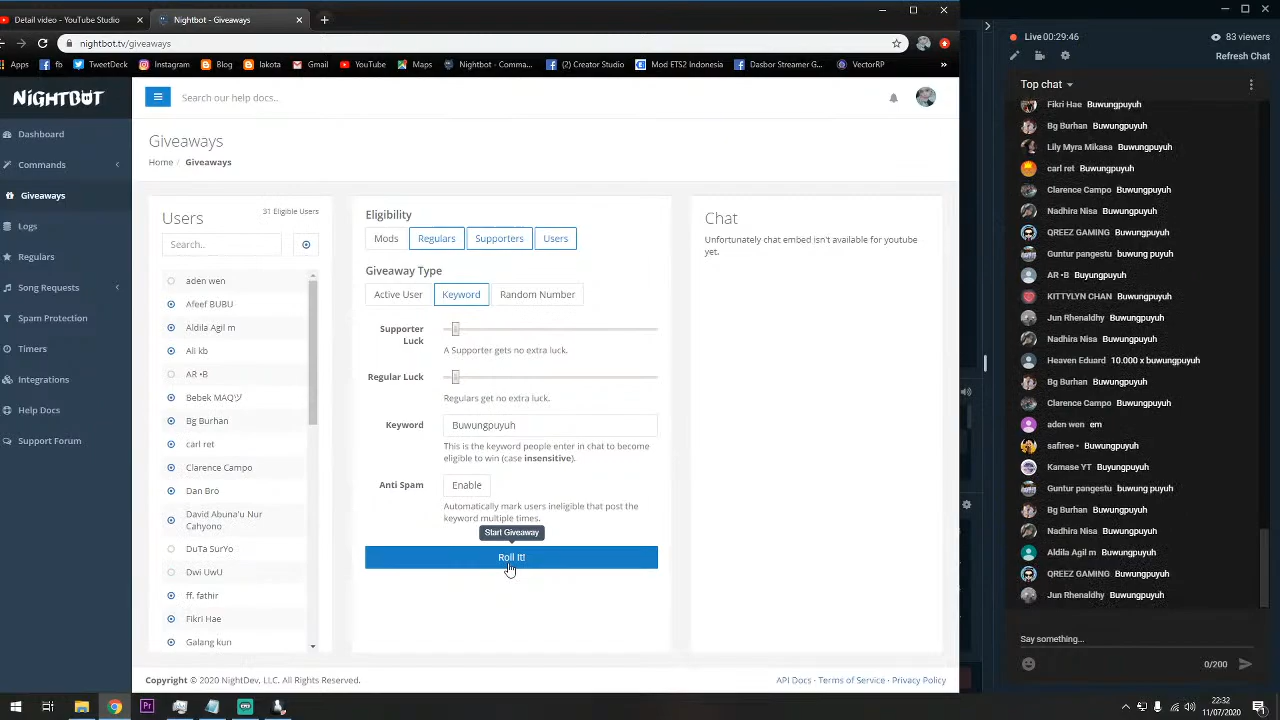 Detail video - YouTube Studio
Nightbot - Giveaways
nightbot.tv/giveaways
Apps fb TweetDeck Instagram Blog lakota Gmail YouTube Maps Nightbot - Comma... (2) Creator Studio Mod ETS2 Indonesia Dasbor Streamer G... VectorRP »
NIGHTBOT
Search our help docs..
Dashboard
Commands
Giveaways
Logs
Regulars
Song Requests
Spam Protection
Timers
Integrations
Help Docs
Support Forum
Giveaways
Home / Giveaways
Users
31 Eligible Users
Search..
aden wen
Afeef BUBU
Aldila Agil m
Ali kb
AR •B
Bebek MAQツ
Bg Burhan
carl ret
Clarence Campo
Dan Bro
David Abuna'u Nur
Cahyono
DuTa SurYo
Dwi UwU
ff. fathir
Fikri Hae
Galang kun
Eligibility
Mods Regulars Supporters Users
Giveaway Type
Active User Keyword Random Number
Supporter
Luck
A Supporter gets no extra luck.
Regular Luck
Regulars get no extra luck.
Keyword
Buwungpuyuh
This is the keyword people enter in chat to become
eligible to win (case insensitive).
Anti Spam
Enable
Automatically mark users ineligible that post the
keyword multiple times.
Start Giveaway
Roll It!
Chat
Unfortunately chat embed isn't available for youtube
yet.
Copyright © 2020 NightDev, LLC. All Rights Reserved.
API Docs · Terms of Service · Privacy Policy
Live 00:29:46
83 viewers
Refresh Chat
Top chat
Fikri Hae Buwungpuyuh
Bg Burhan Buwungpuyuh
Lily Myra Mikasa Buwungpuyuh
carl ret Buwungpuyuh
Clarence Campo Buwungpuyuh
Nadhira Nisa Buwungpuyuh
QREEZ GAMING Buwungpuyuh
Guntur pangestu buwung puyuh
AR •B Buyungpuyuh
KITTYLYN CHAN Buwungpuyuh
Jun Rhenaldhy Buwungpuyuh
Nadhira Nisa Buwungpuyuh
Heaven Eduard 10.000 x buwungpuyuh
Bg Burhan Buwungpuyuh
Clarence Campo Buwungpuyuh
aden wen em
safiree • Buwungpuyuh
Kamase YT Buyungpuyuh
Guntur pangestu buwung puyuh
Bg Burhan Buwungpuyuh
Nadhira Nisa Buwungpuyuh
Aldila Agil m Buwungpuyuh
QREEZ GAMING Buwungpuyuh
Jun Rhenaldhy Buwungpuyuh
Say something...
0/200
22:32
11/07/2020